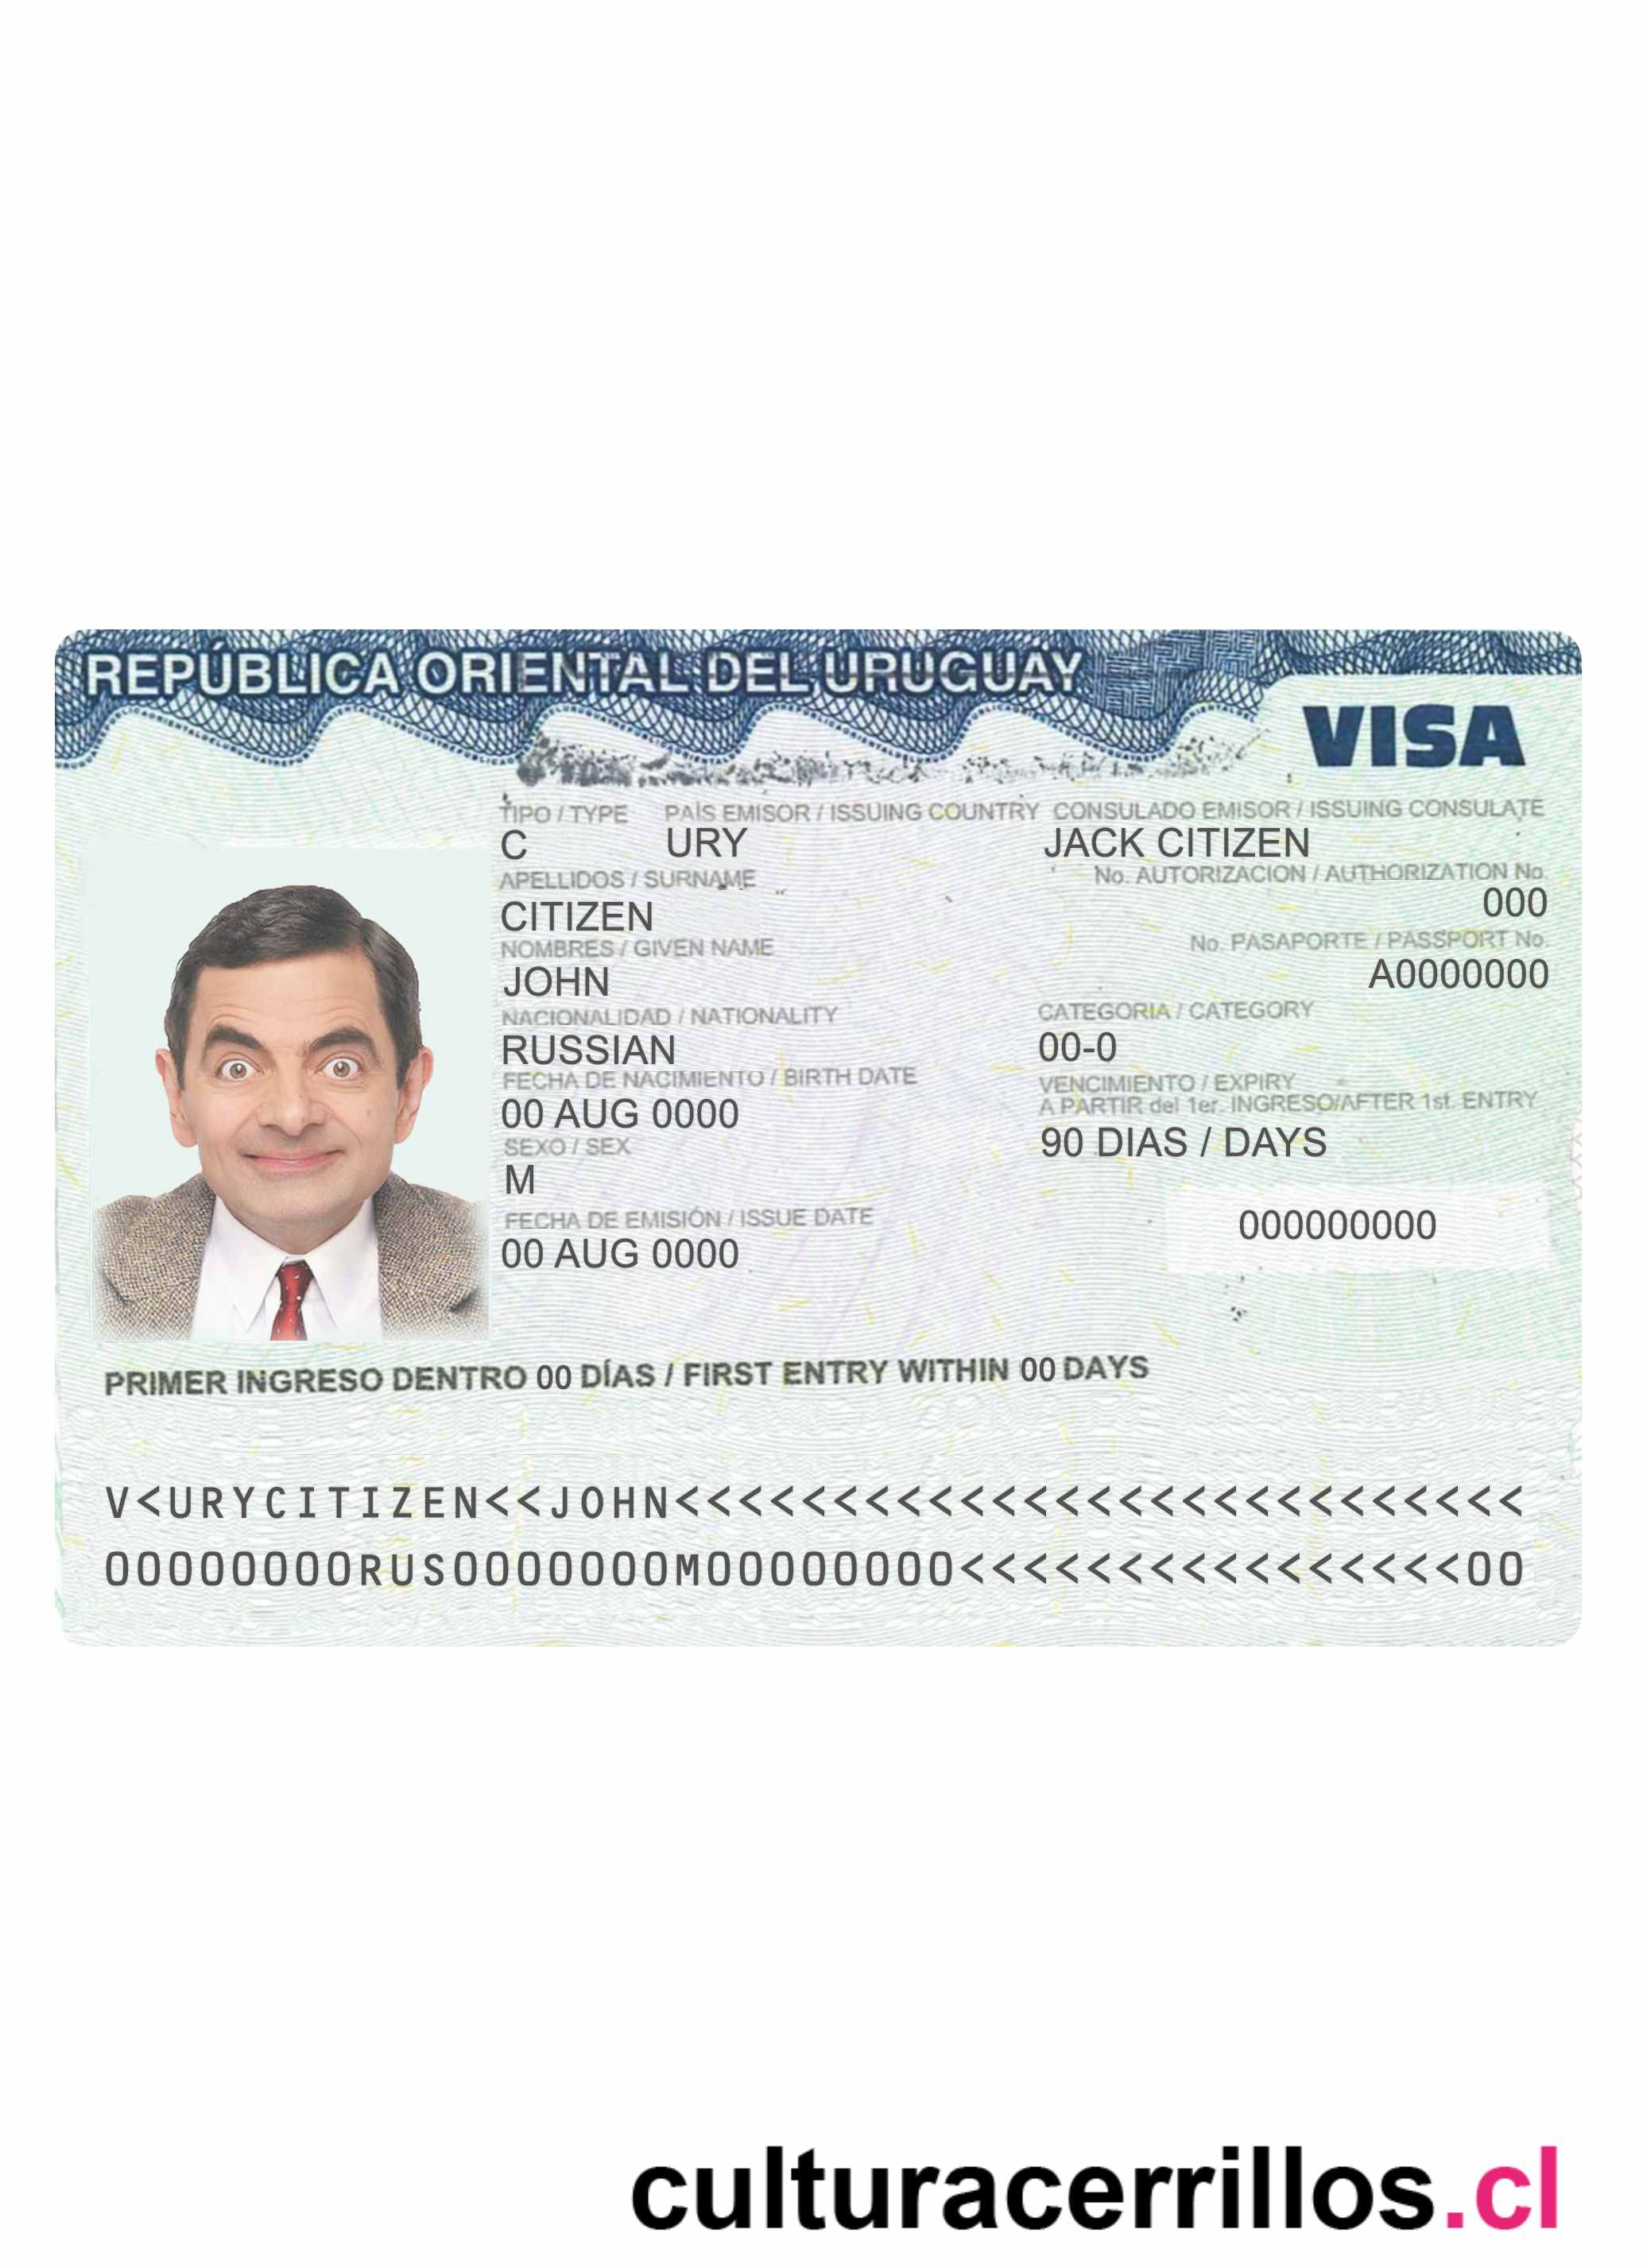 REPÚBLICA ORIENTAL DEL URUGUAY
VISA
TIPO / TYPE PAÍS EMISOR / ISSUING COUNTRY CONSULADO EMISOR / ISSUING CONSULATE
C URY JACK CITIZEN
APELLIDOS / SURNAME No. AUTORIZACION / AUTHORIZATION No.
CITIZEN 000
NOMBRES / GIVEN NAME No. PASAPORTE / PASSPORT No.
JOHN A0000000
NACIONALIDAD / NATIONALITY CATEGORIA / CATEGORY
RUSSIAN 00-0
FECHA DE NACIMIENTO / BIRTH DATE VENCIMIENTO / EXPIRY
A PARTIR del 1er. INGRESO/AFTER 1st. ENTRY
00 AUG 0000 90 DIAS / DAYS
SEXO / SEX
M
FECHA DE EMISIÓN / ISSUE DATE 000000000
00 AUG 0000
PRIMER INGRESO DENTRO 00 DÍAS / FIRST ENTRY WITHIN 00 DAYS
V<URYCITIZEN<<JOHN<<<<<<<<<<<<<<<<<<<<<<<<<<<
00000000RUS0000000M00000000<<<<<<<<<<<<<<<<00
culturacerrillos.cl